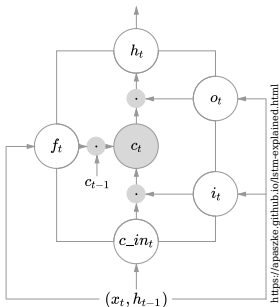 h_t
·
o_t
f_t
·
c_t
c_{t−1}
·
i_t
c_in_t
(x_t, h_{t−1})
https://apaszke.github.io/lstm-explained.html